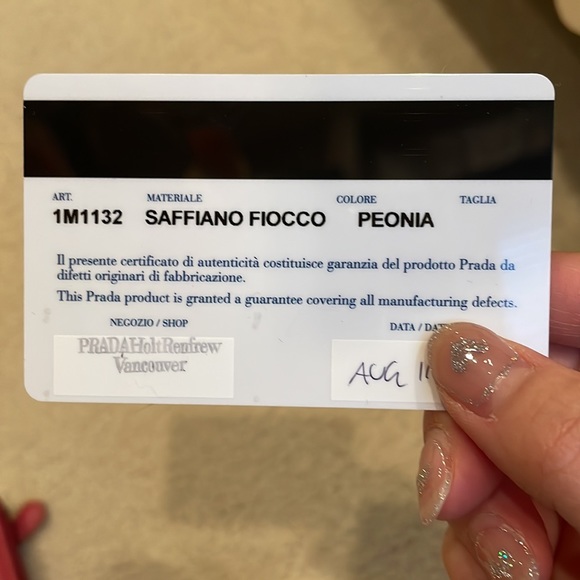 ART. MATERIALE COLORE TAGLIA
1M1132 SAFFIANO FIOCCO PEONIA
Il presente certificato di autenticità costituisce garanzia del prodotto Prada da
difetti originari di fabbricazione.
This Prada product is granted a guarantee covering all manufacturing defects.
NEGOZIO / SHOP DATA / DATE
PRADA Holt Renfrew
Vancouver
AUG